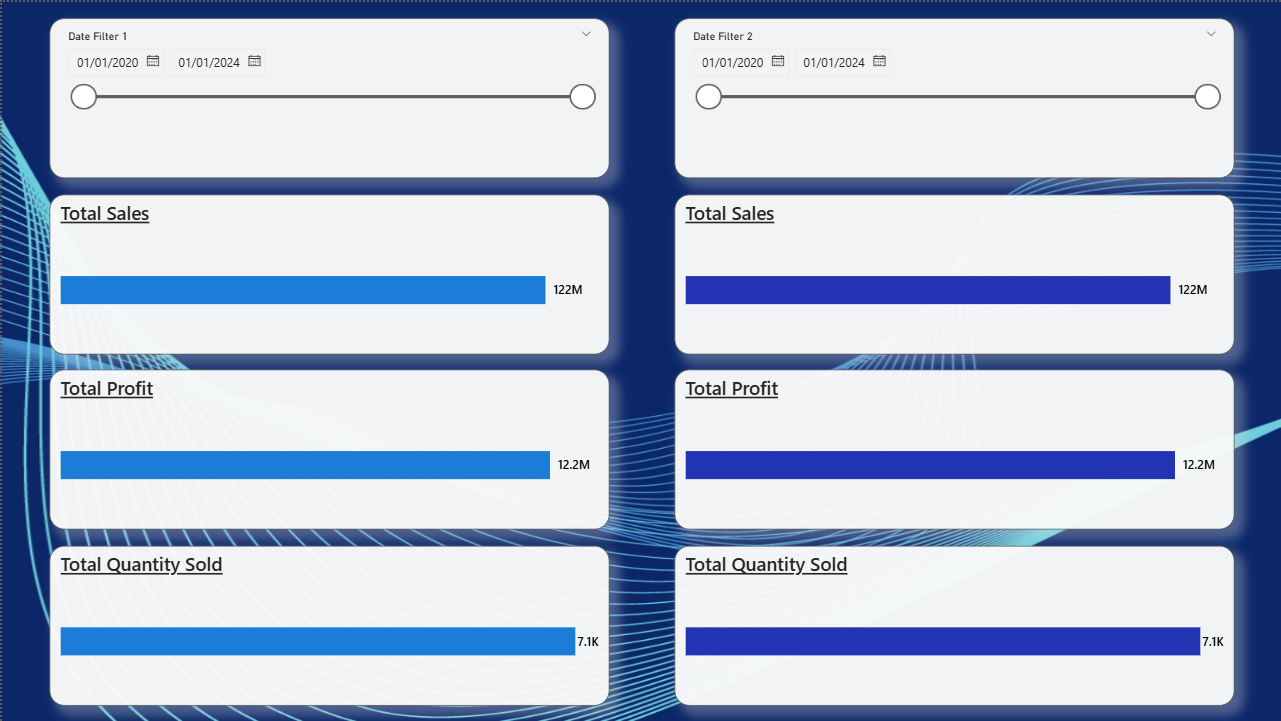 Date Filter 1
01/01/2020 01/01/2024
Total Sales
122M
Total Profit
12.2M
Total Quantity Sold
7.1K
Date Filter 2
01/01/2020 01/01/2024
Total Sales
122M
Total Profit
12.2M
Total Quantity Sold
7.1K